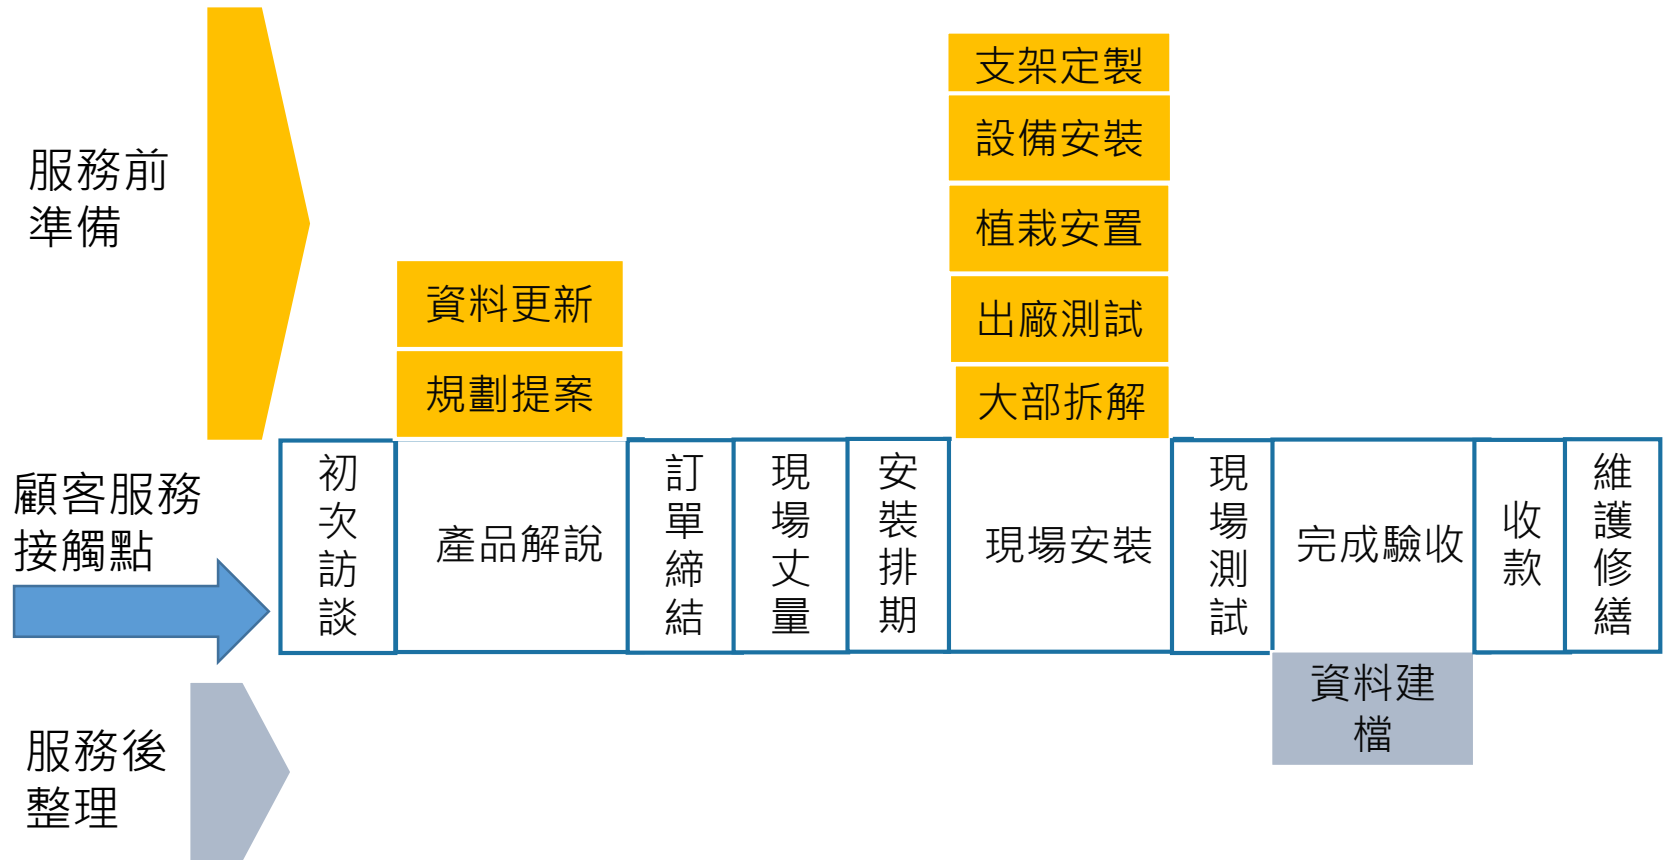 服務前
準備
支架定製
設備安裝
植栽安置
出廠測試
大部拆解
資料更新
規劃提案
顧客服務
接觸點
初次訪談
產品解說
訂單締結
現場丈量
安裝排期
現場安裝
現場測試
完成驗收
收款
維護修繕
服務後
整理
資料建
檔